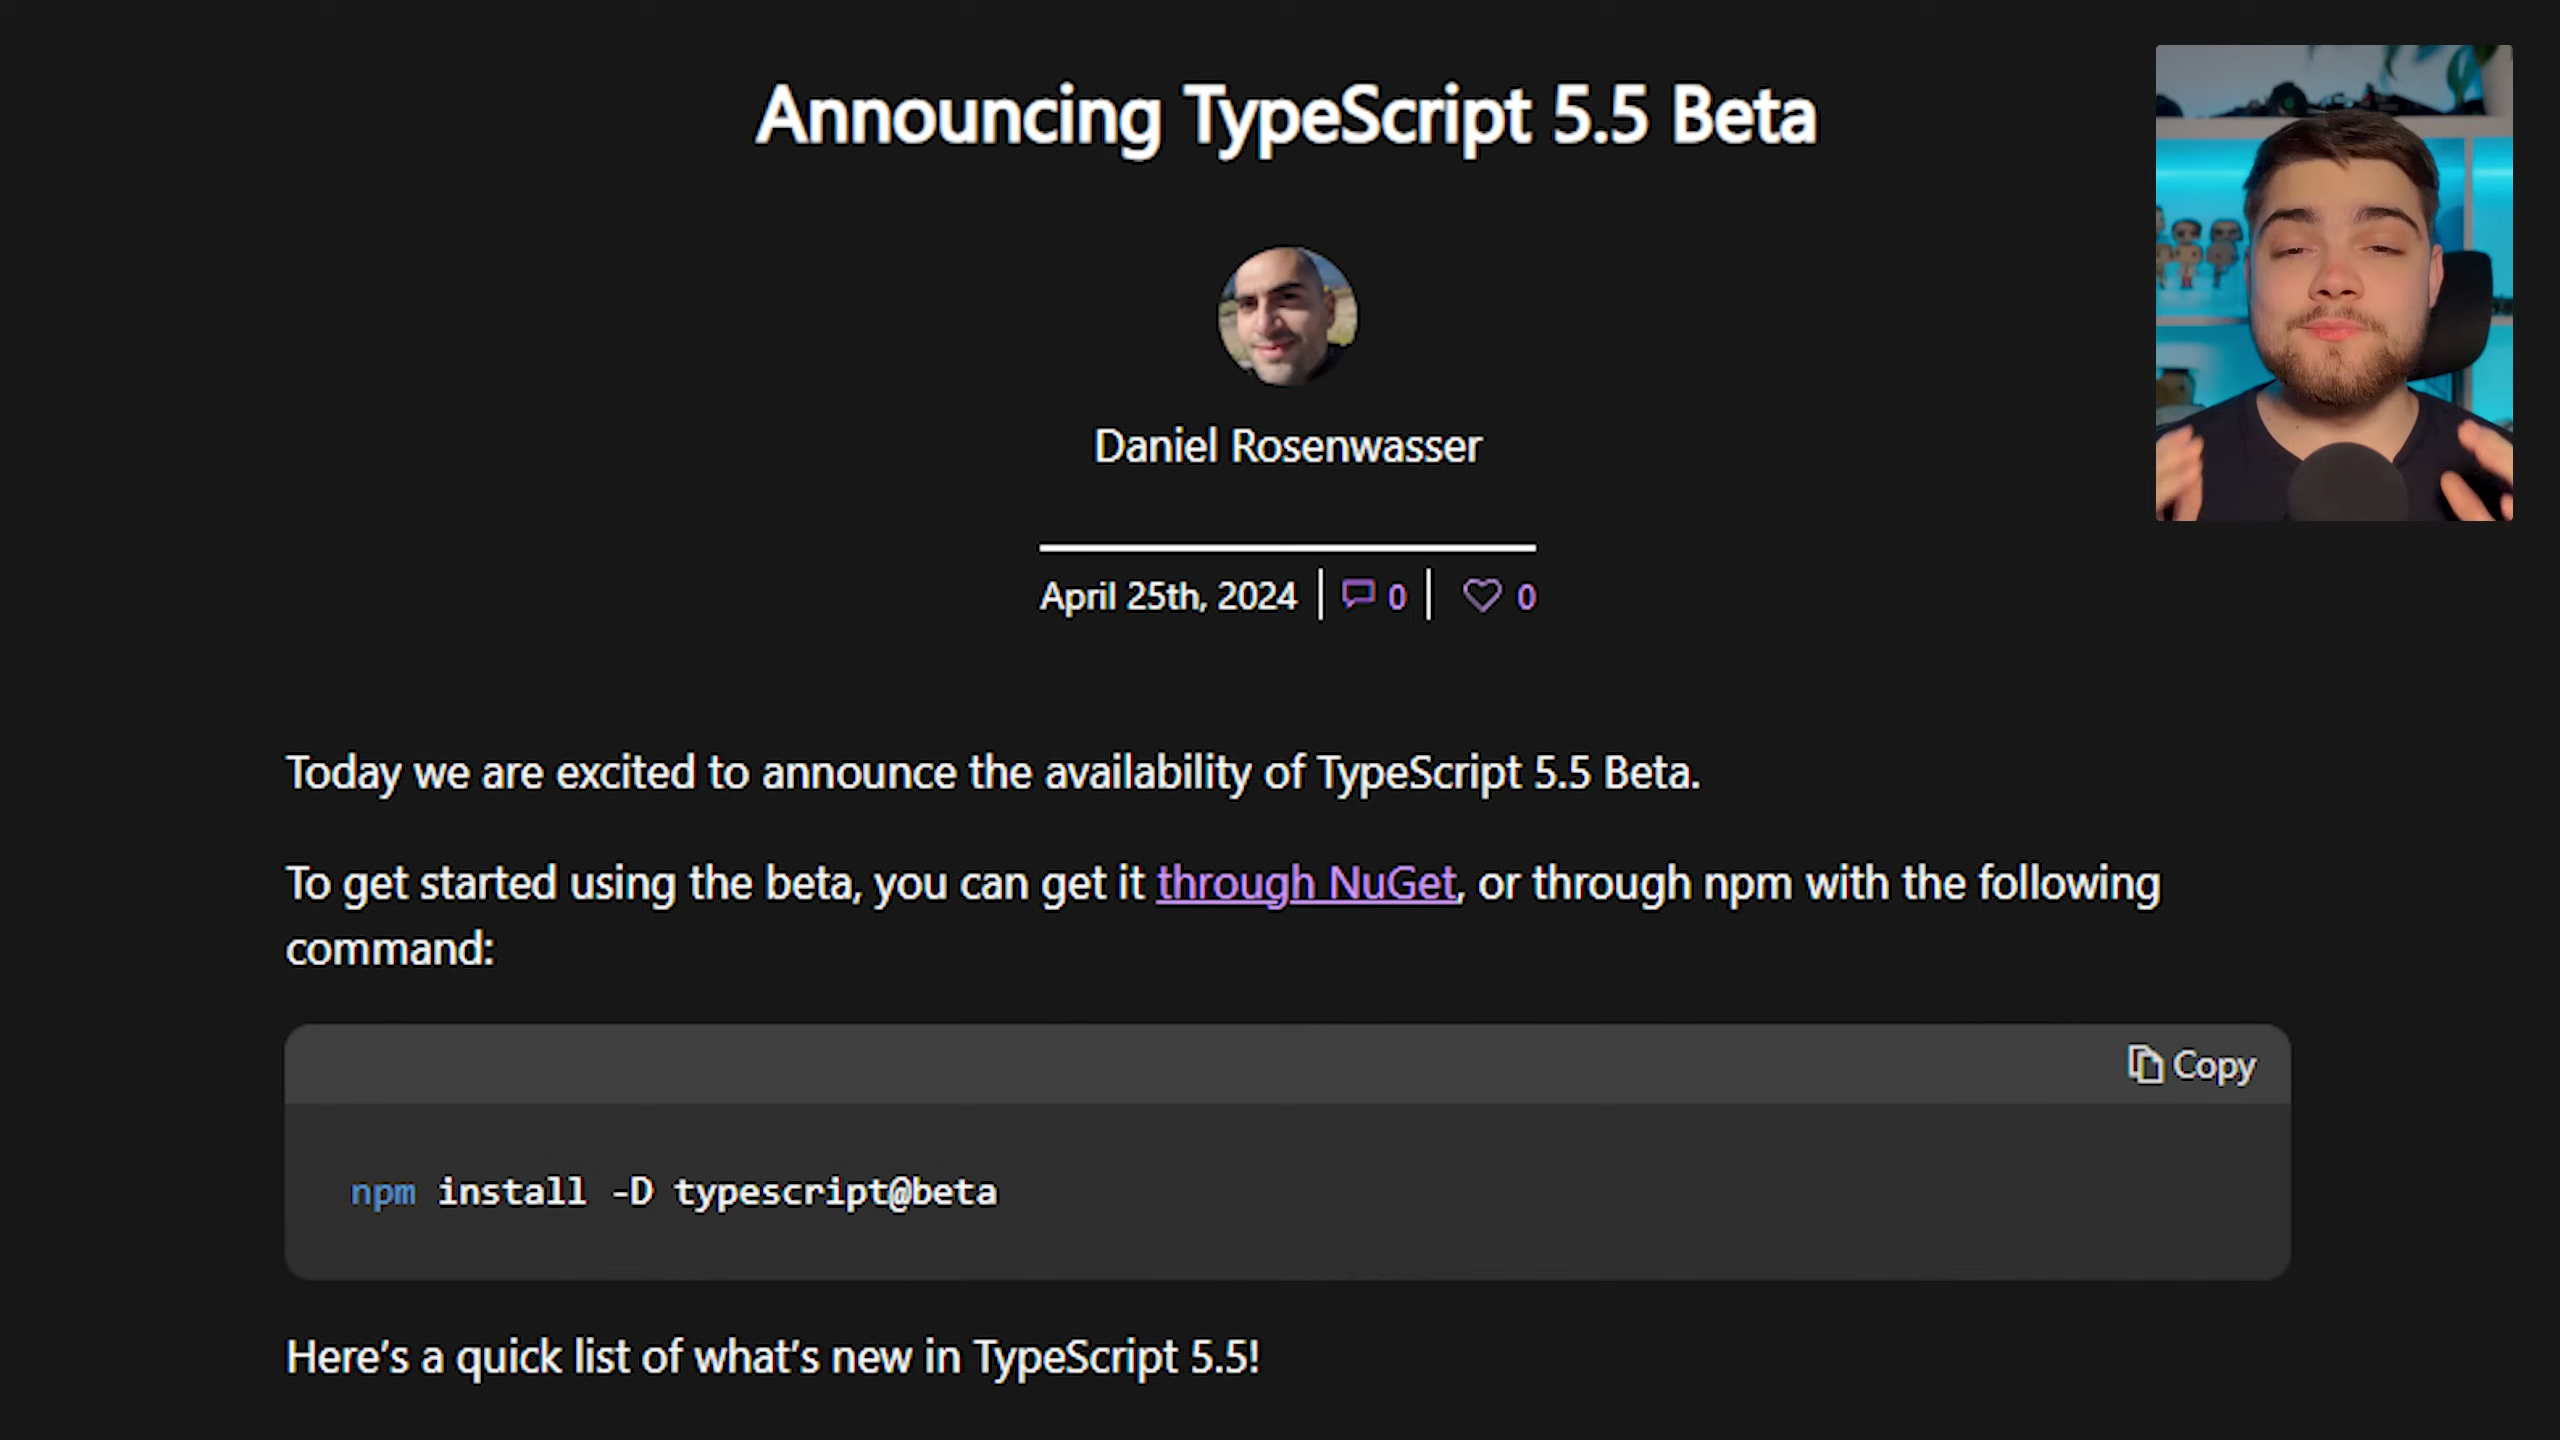 Announcing TypeScript 5.5 Beta
Daniel Rosenwasser
April 25th, 2024 | 0 | 0
Today we are excited to announce the availability of TypeScript 5.5 Beta.
To get started using the beta, you can get it through NuGet, or through npm with the following
command:
Copy
npm install -D typescript@beta
Here’s a quick list of what’s new in TypeScript 5.5!